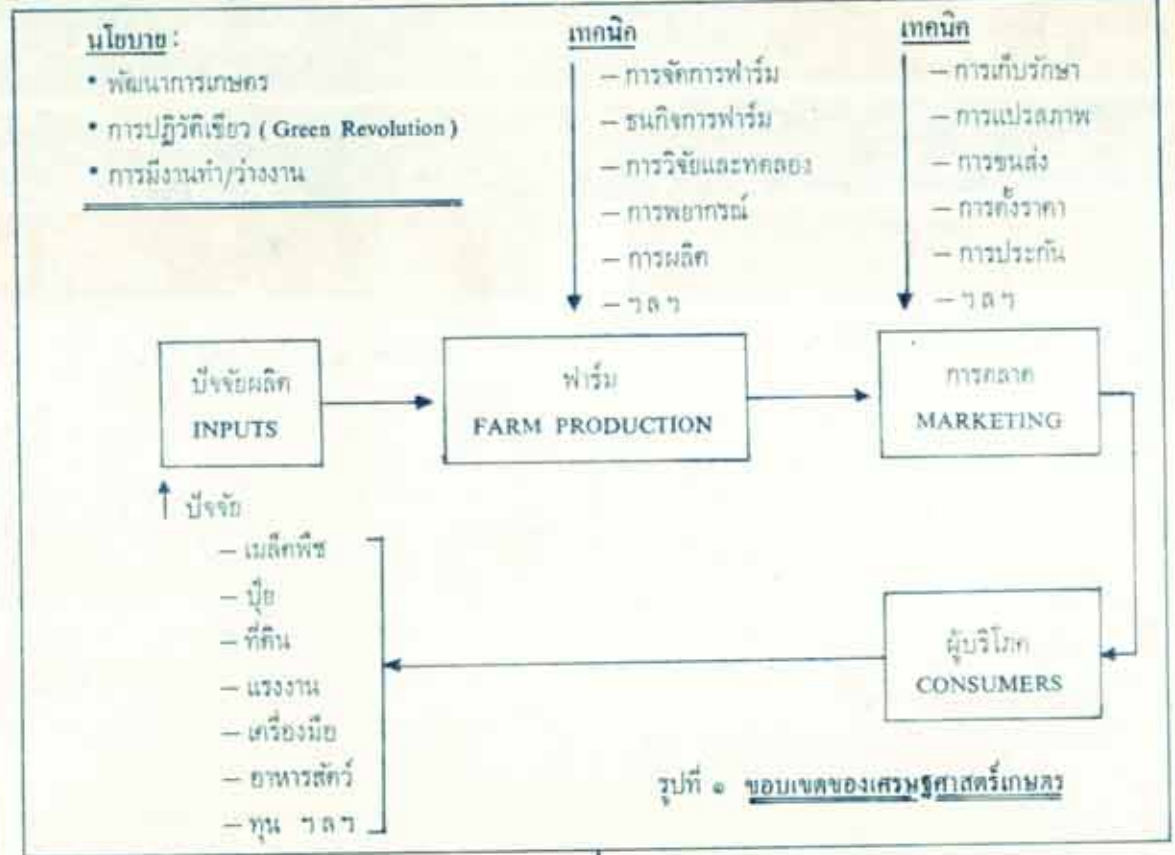 นโยบาย :
• พัฒนาการเกษตร
• การปฏิวัติเขียว ( Green Revolution )
• การมีงานทำ/ว่างงาน
เทคนิค
– การจัดการฟาร์ม
– ธนกิจการฟาร์ม
– การวิจัยและทดลอง
– การพยากรณ์
– การผลิต
– ฯลฯ
เทคนิค
– การเก็บรักษา
– การแปรสภาพ
– การขนส่ง
– การตั้งราคา
– การประกัน
– ฯลฯ
ปัจจัยผลิต
INPUTS
ฟาร์ม
FARM PRODUCTION
การตลาด
MARKETING
ปัจจัย
– เมล็ดพืช
– ปุ๋ย
– ที่ดิน
– แรงงาน
– เครื่องมือ
– อาหารสัตว์
– ทุน ฯลฯ
ผู้บริโภค
CONSUMERS
รูปที่ ๑ ขอบเขตของเศรษฐศาสตร์เกษตร